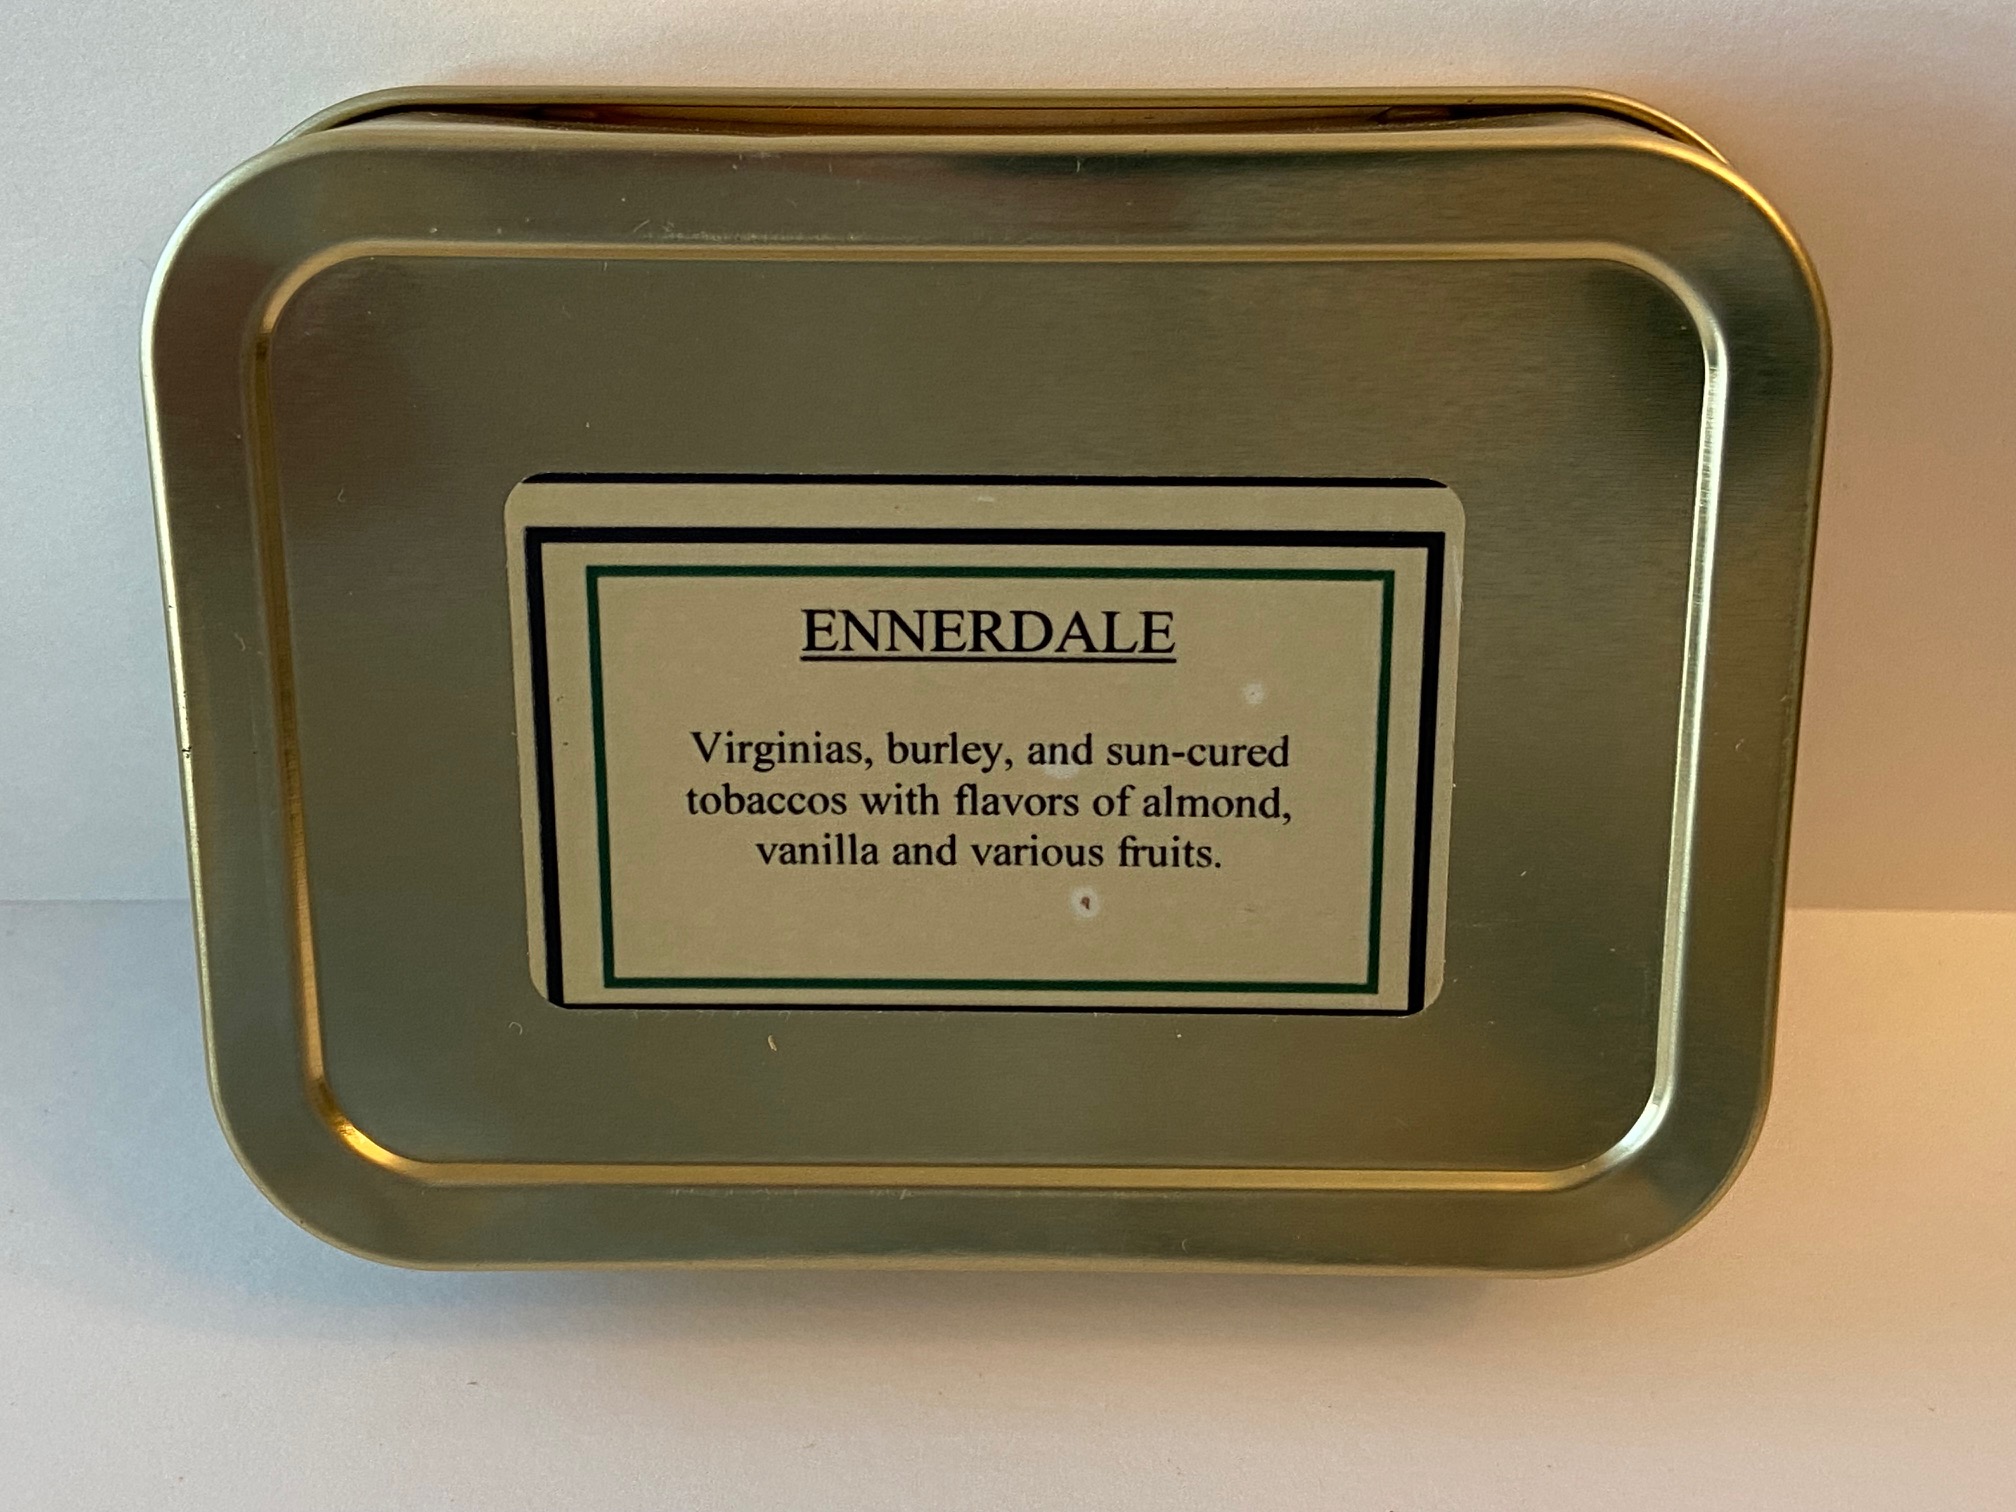 ENNERDALE
Virginias, burley, and sun-cured
tobaccos with flavors of almond,
vanilla and various fruits.